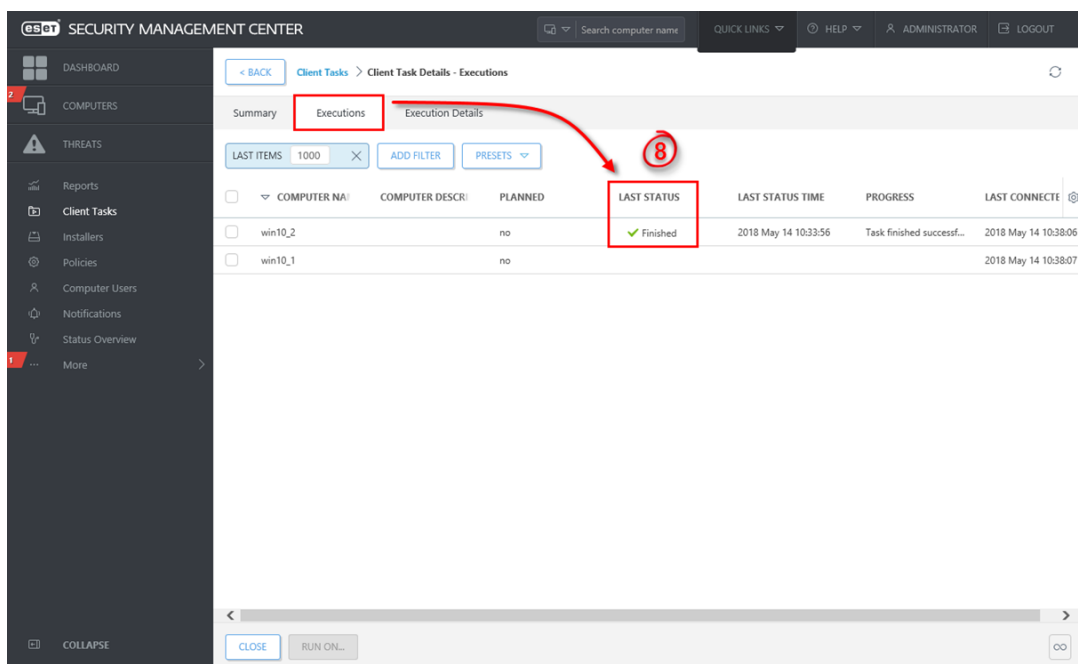 eset SECURITY MANAGEMENT CENTER Search computer name QUICK LINKS HELP ADMINISTRATOR LOGOUT
DASHBOARD
2
COMPUTERS
THREATS
Reports
Client Tasks
Installers
Policies
Computer Users
Notifications
Status Overview
1
More
COLLAPSE
< BACK Client Tasks > Client Task Details - Executions
Summary Executions Execution Details
LAST ITEMS 1000 ADD FILTER PRESETS 8
COMPUTER NA COMPUTER DESCRI PLANNED LAST STATUS LAST STATUS TIME PROGRESS LAST CONNECTE
win10_2 no Finished 2018 May 14 10:33:56 Task finished successf... 2018 May 14 10:38:06
win10_1 no 2018 May 14 10:38:07
CLOSE RUN ON...